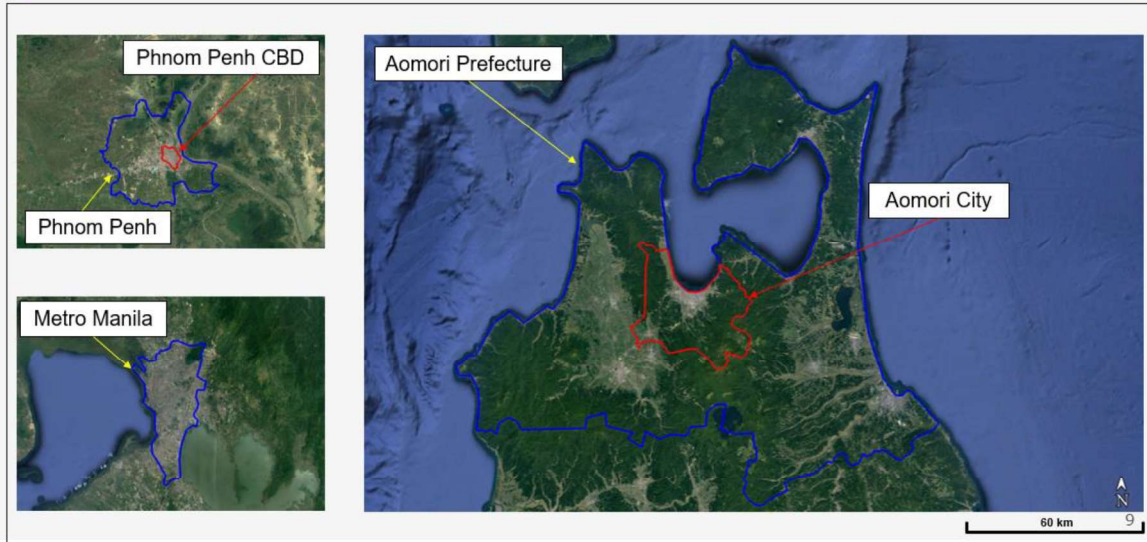 Phnom Penh CBD
Phnom Penh
Metro Manila
Aomori Prefecture
Aomori City
N
60 km
9